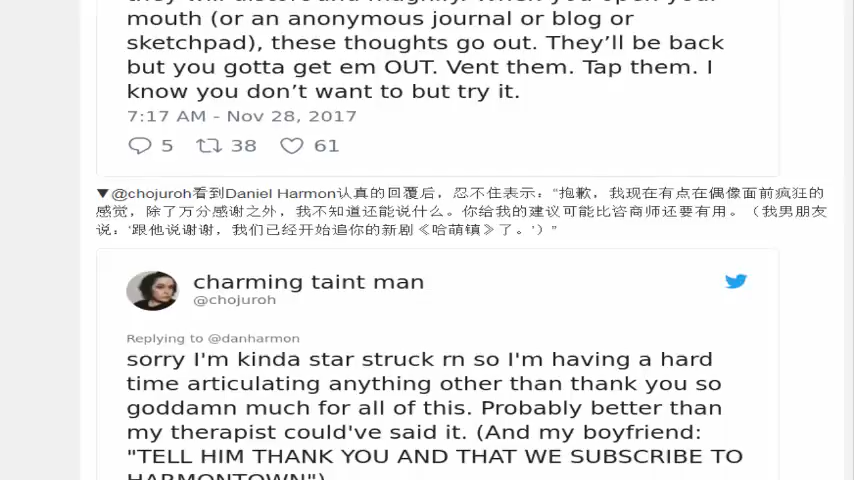 they will distort and magnify. When you open your
mouth (or an anonymous journal or blog or
sketchpad), these thoughts go out. They’ll be back
but you gotta get em OUT. Vent them. Tap them. I
know you don’t want to but try it.
7:17 AM - Nov 28, 2017
5 38 61
▼@chojuroh看到Daniel Harmon认真的回覆后，忍不住表示：“抱歉，我现在有点在偶像面前疯狂的
感觉，除了万分感谢之外，我不知道还能说什么。你给我的建议可能比咨商师还要有用。（我男朋友
说：‘跟他说谢谢，我们已经开始追你的新剧《哈萌镇》了。’）”
charming taint man
@chojuroh
Replying to @danharmon
sorry I'm kinda star struck rn so I'm having a hard
time articulating anything other than thank you so
goddamn much for all of this. Probably better than
my therapist could've said it. (And my boyfriend:
"TELL HIM THANK YOU AND THAT WE SUBSCRIBE TO
HARMONTOWN")